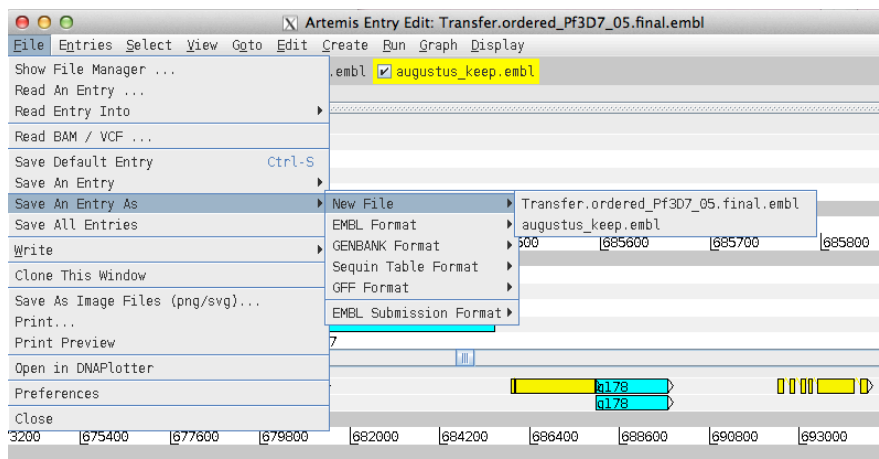 Artemis Entry Edit: Transfer.ordered_Pf3D7_05.final.embl
File Entries Select View Goto Edit Create Run Graph Display
Show File Manager ...
.embl augustus_keep.embl
Read An Entry ...
Read Entry Into
Read BAM / VCF ...
Save Default Entry Ctrl-S
Save An Entry
Save An Entry As
New File
Transfer.ordered_Pf3D7_05.final.embl
Save All Entries
EMBL Format
augustus_keep.embl
Write
GENBANK Format
500 685600 685700 685800
Sequin Table Format
Clone This Window
GFF Format
Save As Image Files (png/svg)...
EMBL Submission Format
Print...
Print Preview
7
Open in DNAPlotter
Preferences
q178
q178
Close
73200 675400 677600 679800 682000 684200 686400 688600 690800 693000